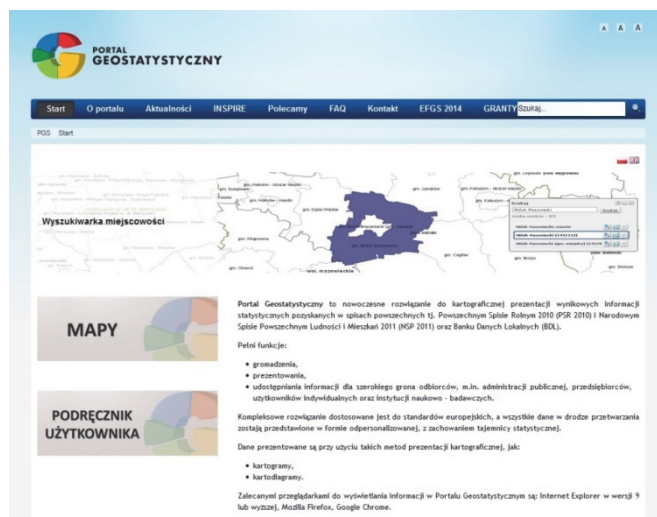 A A A
PORTAL
GEOSTATYSTYCZNY
Start O portalu Aktualności INSPIRE Polecamy FAQ Kontakt EFGS 2014 GRANTY Szukaj...
PGS Start
Wyszukiwarka miejscowości
Szukaj
woj. mazowieckie
MAPY
PODRĘCZNIK
UŻYTKOWNIKA
Portal Geostatystyczny to nowoczesne rozwiązanie do kartograficznej prezentacji wynikowych informacji
statystycznych pozyskanych w spisach powszechnych tj. Powszechnym Spisie Rolnym 2010 (PSR 2010) i Narodowym
Spisie Powszechnym Ludności i Mieszkań 2011 (NSP 2011) oraz Banku Danych Lokalnych (BDL).
Pełni funkcje:
• gromadzenia,
• prezentowania,
• udostępniania informacji dla szerokiego grona odbiorców, m.in. administracji publicznej, przedsiębiorców,
użytkowników indywidualnych oraz instytucji naukowo - badawczych.
Kompleksowe rozwiązanie dostosowane jest do standardów europejskich, a wszystkie dane w drodze przetwarzania
zostają przedstawione w formie odpersonalizowanej, z zachowaniem tajemnicy statystycznej.
Dane prezentowane są przy użyciu takich metod prezentacji kartograficznej, jak:
• kartogramy,
• kartodiagramy.
Zalecanymi przeglądarkami do wyświetlania informacji w Portalu Geostatystycznym są: Internet Explorer w wersji 9
lub wyższej, Mozilla Firefox, Google Chrome.